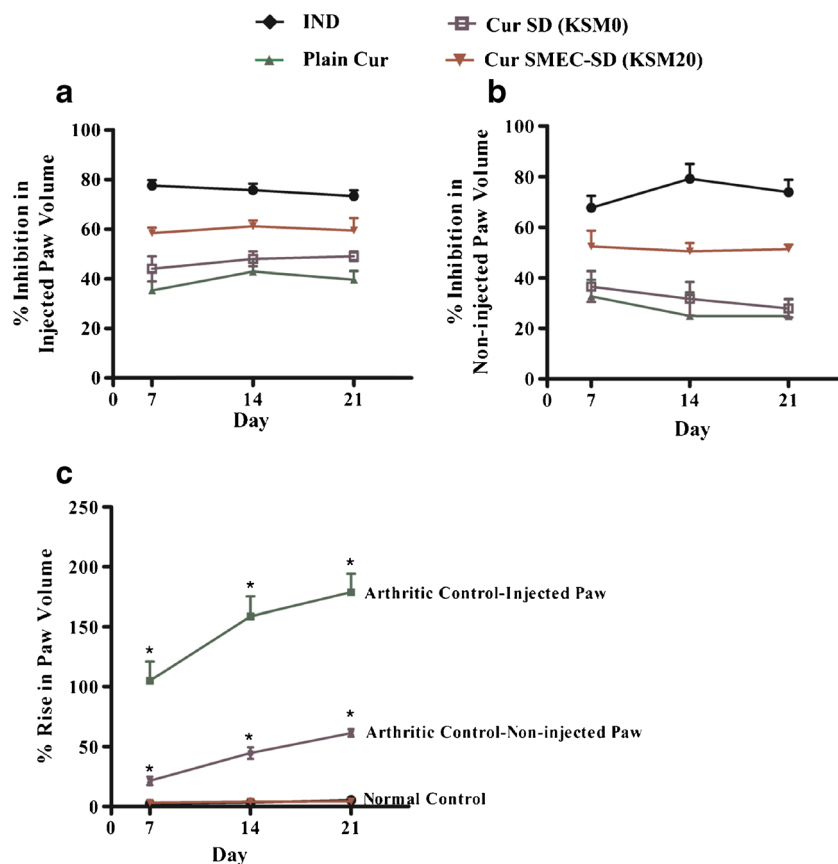 IND
Cur SD (KSM0)
Plain Cur
Cur SMEC-SD (KSM20)
a
% Inhibition in
Injected Paw Volume
100
80
60
40
20
0
0
7
14
21
Day
b
% Inhibition in
Non-injected Paw Volume
100
80
60
40
20
0
0
7
14
21
Day
c
% Rise in Paw Volume
250
200
150
100
50
0
0
7
14
21
Day
*
*
*
Arthritic Control-Injected Paw
*
*
*
Arthritic Control-Non-injected Paw
Normal Control